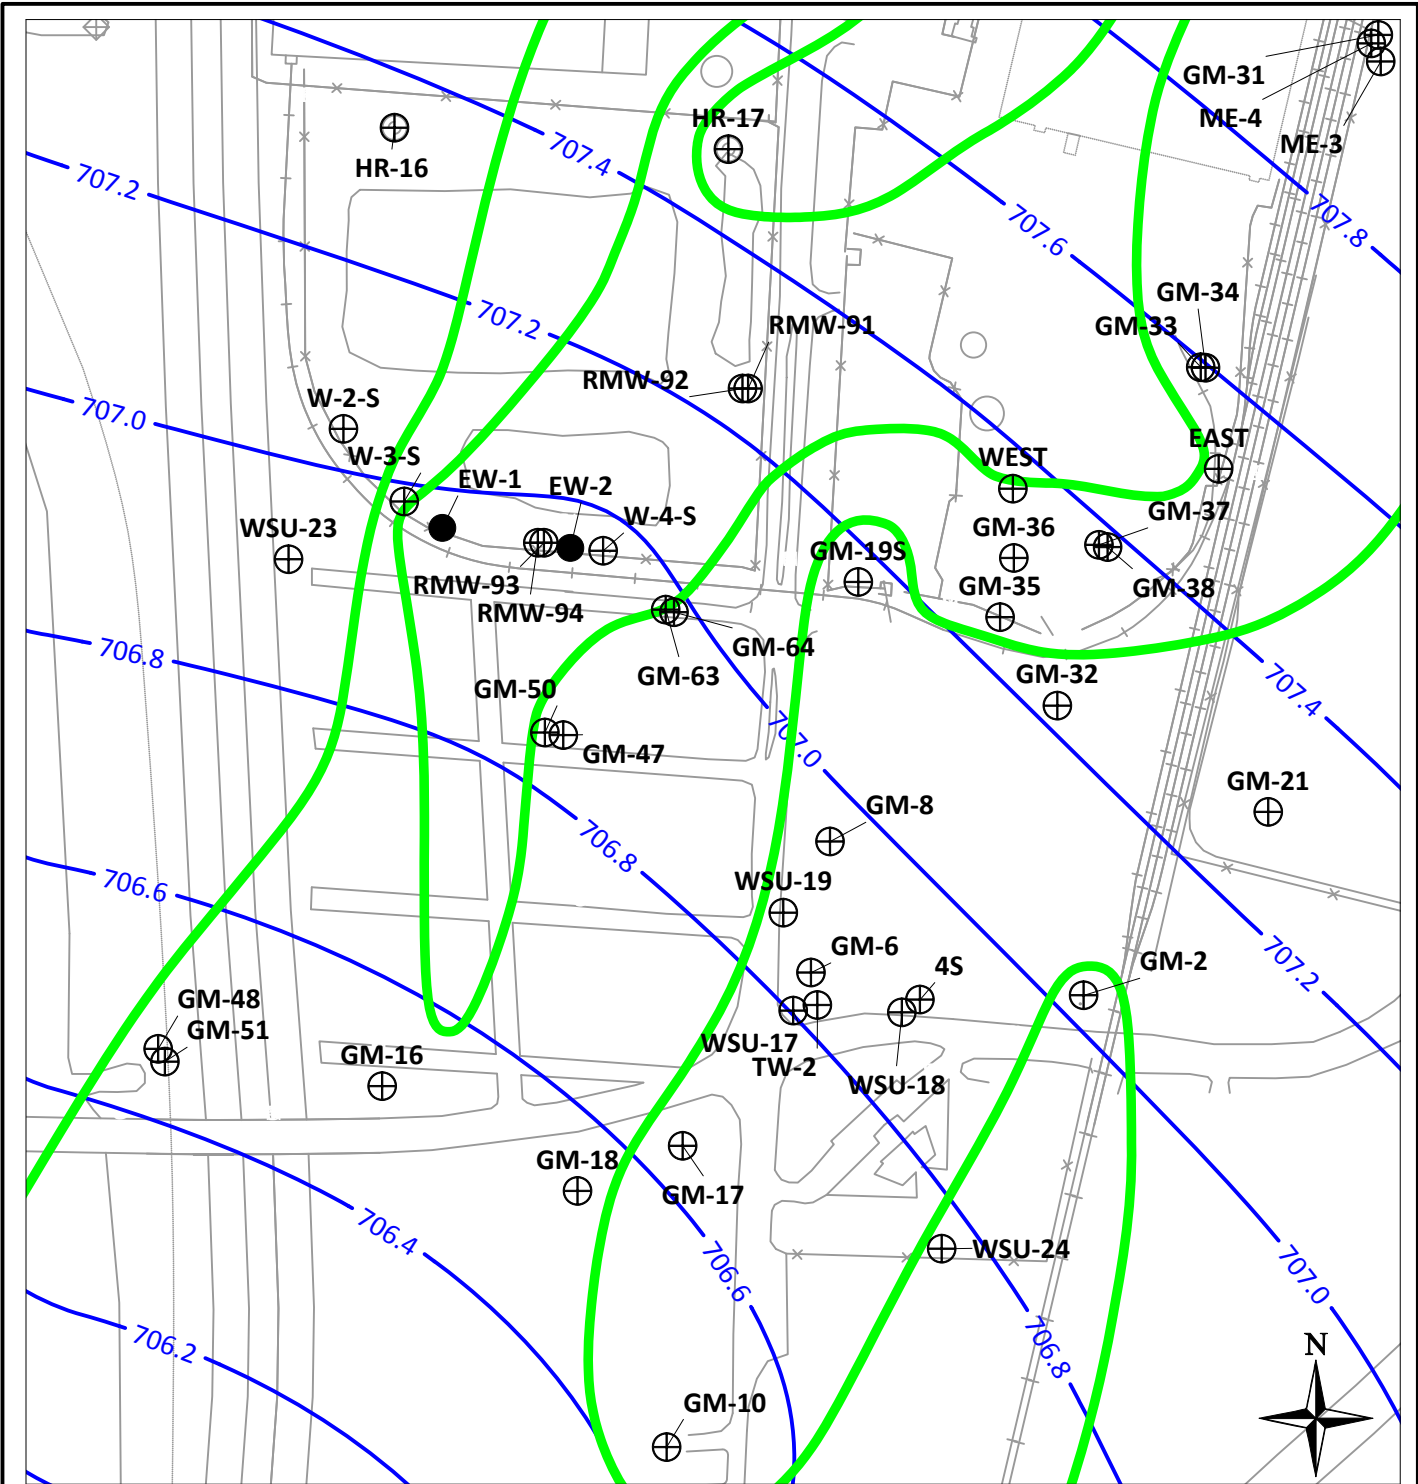 GM-31
ME-4
ME-3
HR-17
HR-16
707.4
707.2
707.6
707.8
GM-34
GM-33
707.2
RMW-91
RMW-92
W-2-S
707.0
W-3-S
EW-1
EW-2
WEST
EAST
WSU-23
W-4-S
GM-37
GM-36
GM-19S
RMW-93
GM-38
GM-35
RMW-94
706.8
GM-64
GM-63
707.4
GM-50
GM-32
707.0
GM-47
GM-21
GM-8
706.8
706.6
WSU-19
GM-6
4S
GM-2
707.2
GM-48
GM-51
GM-16
WSU-17
TW-2
WSU-18
GM-18
GM-17
706.4
WSU-24
706.6
707.0
706.2
706.8
N
GM-10